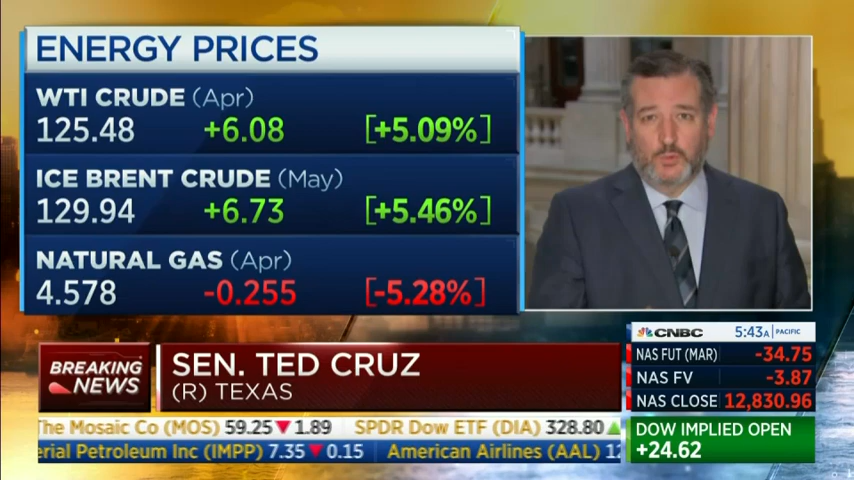 ENERGY PRICES
WTI CRUDE (Apr)
125.48 +6.08 [+5.09%]
ICE BRENT CRUDE (May)
129.94 +6.73 [+5.46%]
NATURAL GAS (Apr)
4.578 -0.255 [-5.28%]
BREAKING NEWS
SEN. TED CRUZ
(R) TEXAS
CNBC 5:43A PACIFIC
NAS FUT (MAR) -34.75
NAS FV -3.87
NAS CLOSE 12,830.96
DOW IMPLIED OPEN
+24.62
The Mosaic Co (MOS) 59.25 ▼ 1.89 SPDR Dow ETF (DIA) 328.80 ▲
erial Petroleum Inc (IMPP) 7.35 ▼ 0.15 American Airlines (AAL) 12